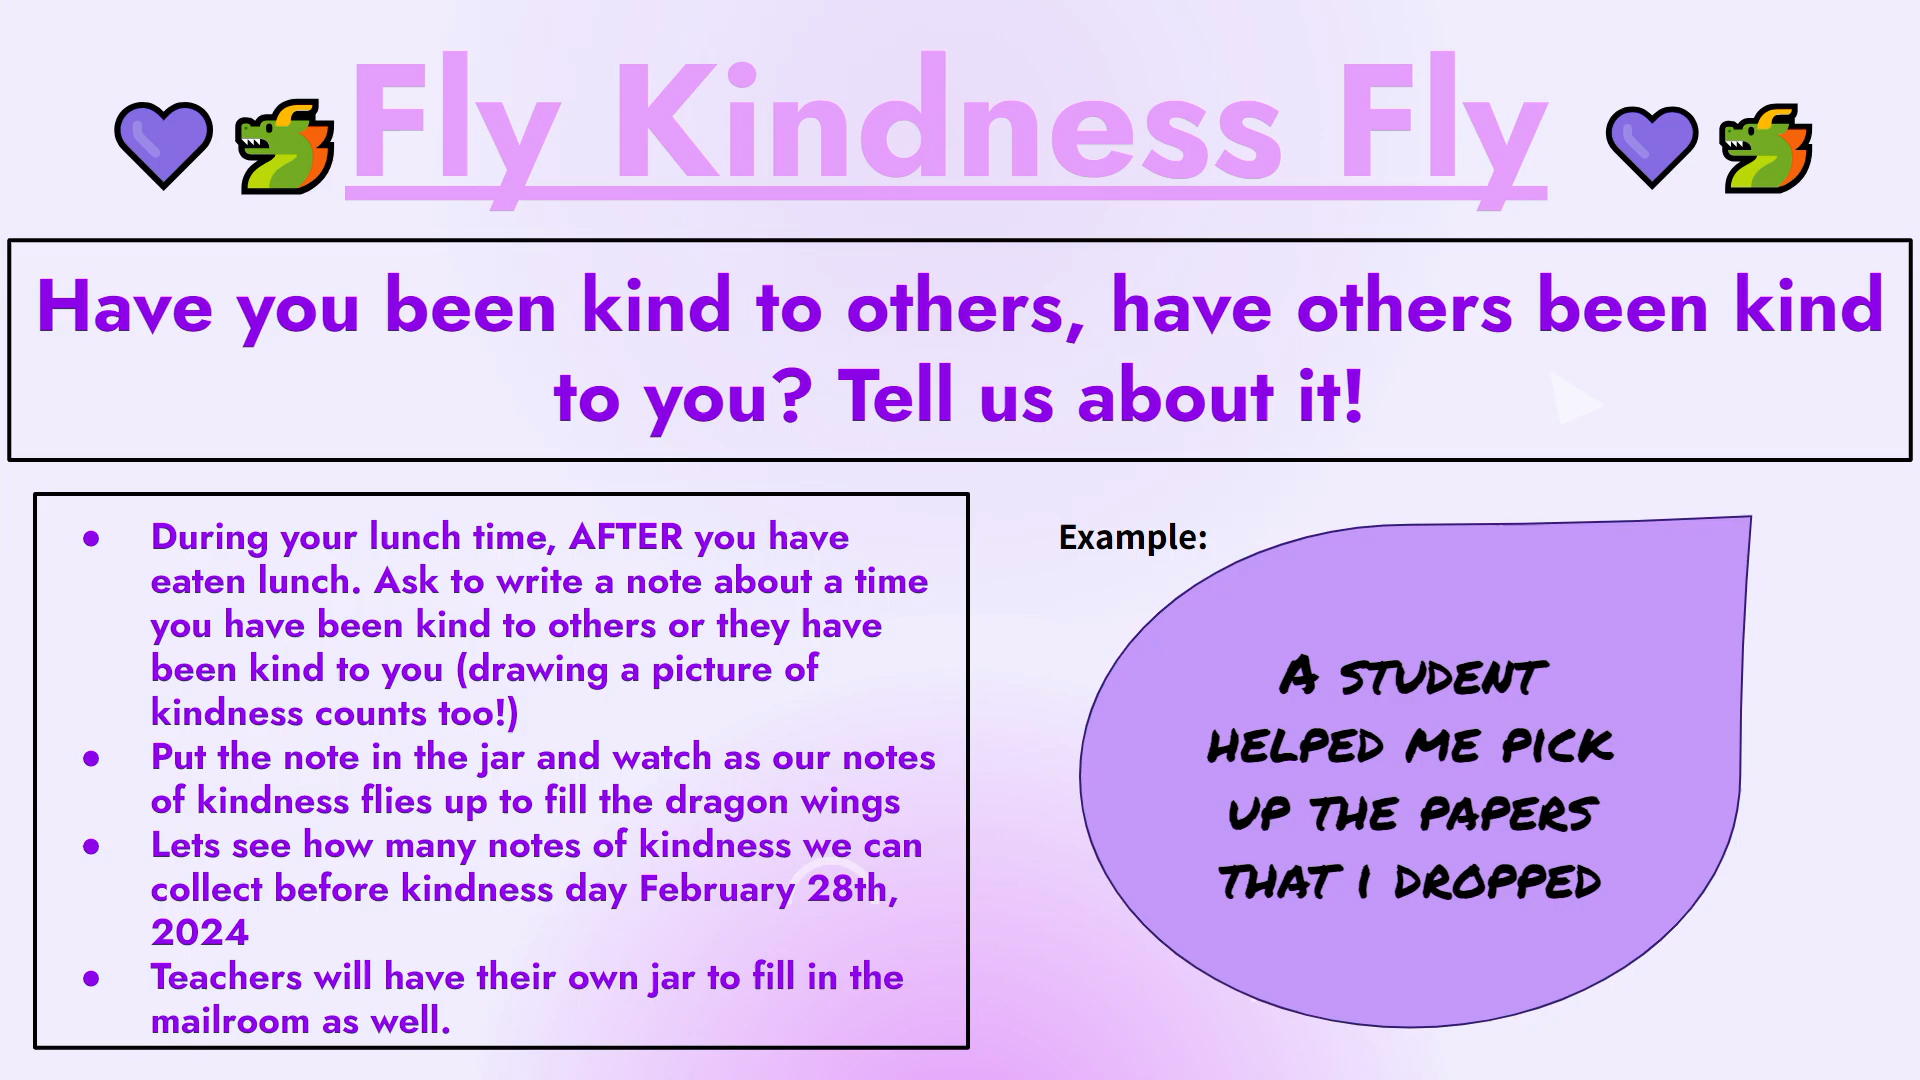 Fly Kindness Fly
Have you been kind to others, have others been kind
to you? Tell us about it!
● During your lunch time, AFTER you have
eaten lunch. Ask to write a note about a time
you have been kind to others or they have
been kind to you (drawing a picture of
kindness counts too!)
● Put the note in the jar and watch as our notes
of kindness flies up to fill the dragon wings
● Lets see how many notes of kindness we can
collect before kindness day February 28th,
2024
● Teachers will have their own jar to fill in the
mailroom as well.
Example:
A STUDENT
HELPED ME PICK
UP THE PAPERS
THAT I DROPPED